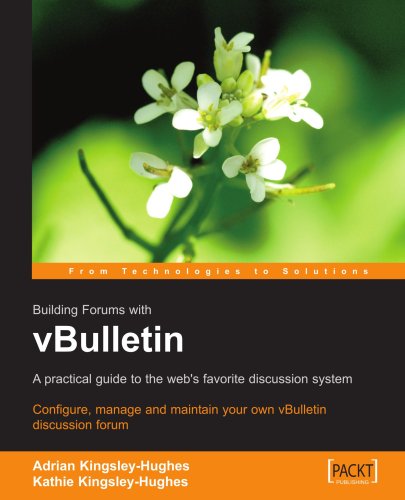 From Technologies to Solutions
Building Forums with
vBulletin
A practical guide to the web's favorite discussion system
Configure, manage and maintain your own vBulletin
discussion forum
Adrian Kingsley-Hughes
Kathie Kingsley-Hughes
PACKT
PUBLISHING